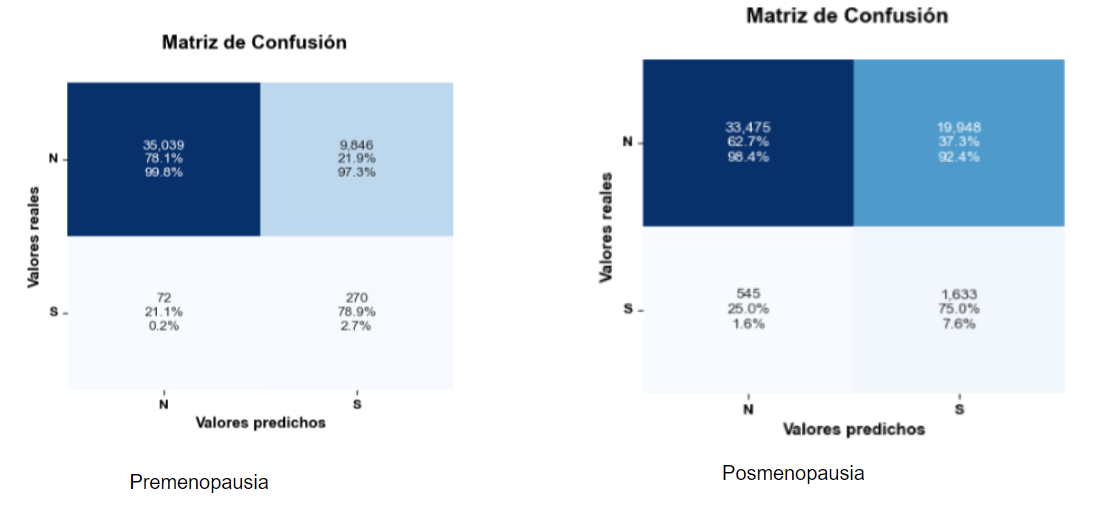 Matriz de Confusión
N
35,039
78.1%
99.8%
9,846
21.9%
97.3%
S
72
21.1%
0.2%
270
78.9%
2.7%
Valores reales
N
S
Valores predichos
Premenopausia
Matriz de Confusión
N
33,475
62.7%
98.4%
19,948
37.3%
92.4%
S
545
25.0%
1.6%
1,633
75.0%
7.6%
Valores reales
N
S
Valores predichos
Posmenopausia